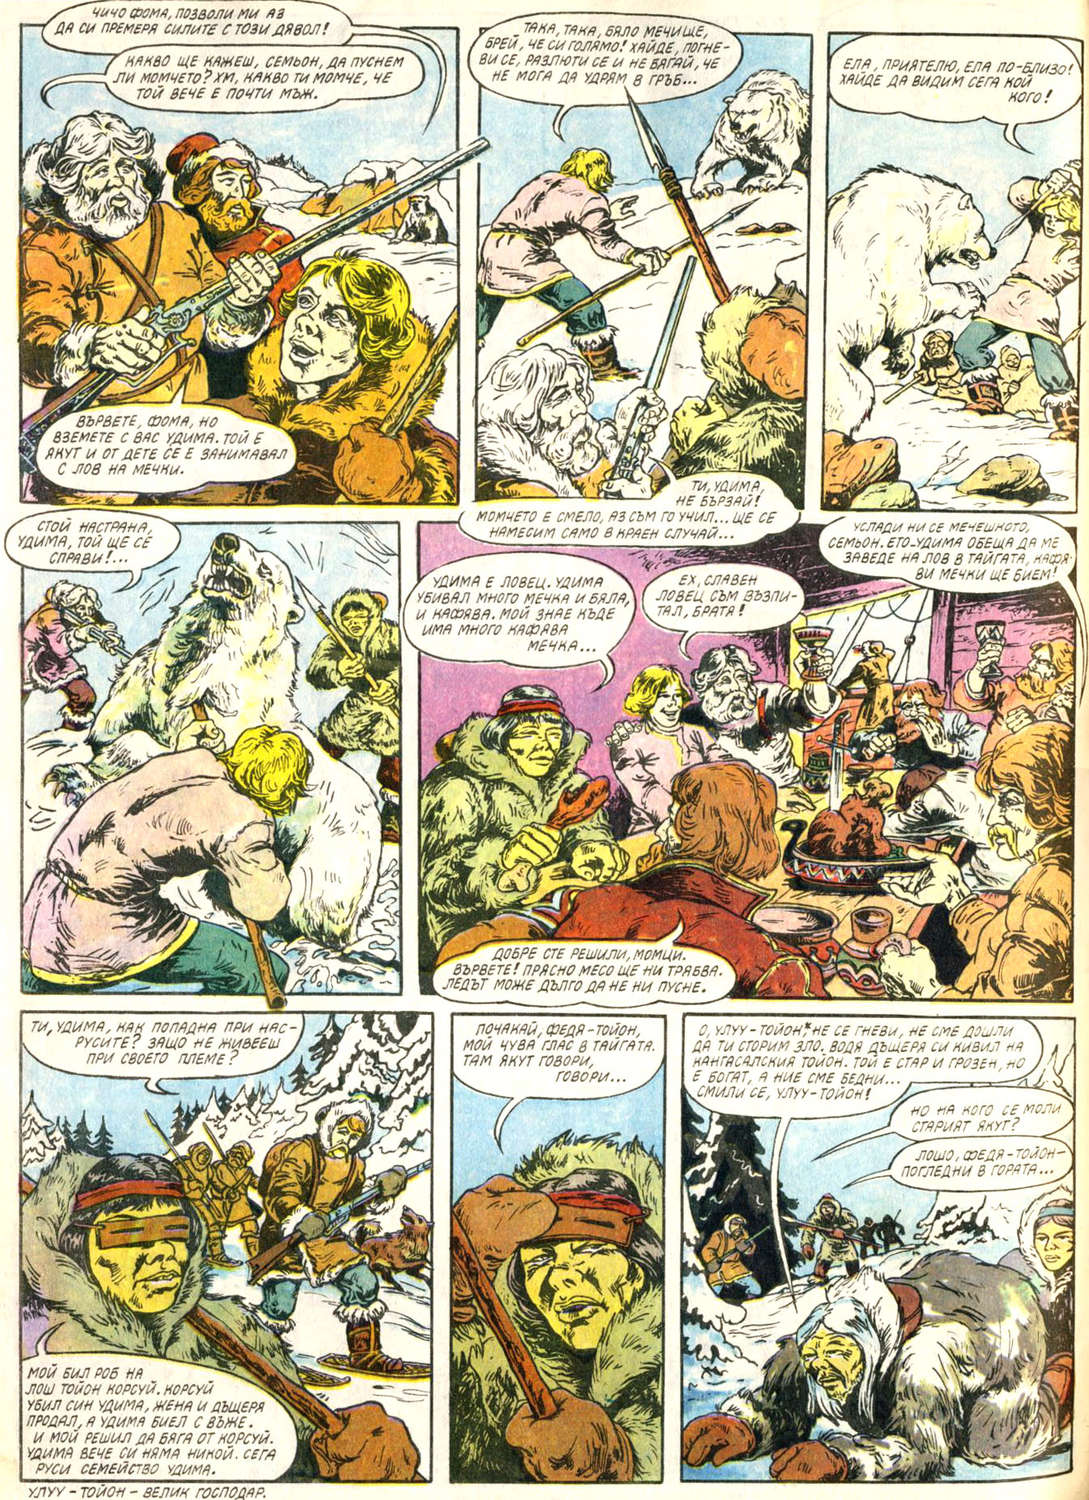 ЧИЧО ФОМА, ПОЗВОЛИ МИ АЗ
ДА СИ ПРЕМЕРЯ СИЛИТЕ С ТОЗИ ДЯВОЛ!
КАКВО ЩЕ КАЖЕШ, СЕМЬОН, ДА ПУСНЕМ
ЛИ МОМЧЕТО? ХМ, КАКВО ТИ МОМЧЕ, ЧЕ
ТОЙ ВЕЧЕ Е ПОЧТИ МЪЖ.
ВЪРВЕТЕ, ФОМА, НО
ВЗЕМЕТЕ С ВАС УДИМА. ТОЙ Е
ЯКУТ И ОТ ДЕТЕ СЕ Е ЗАНИМАВАЛ
С ЛОВ НА МЕЧКИ.
ТАКА, ТАКА, БЯЛО МЕЧИЩЕ,
БРЕЙ, ЧЕ СИ ГОЛЯМО! ХАЙДЕ, ПОГНЕ-
ВИ СЕ, РАЗЛЮТИ СЕ И НЕ БЯГАЙ, ЧЕ
НЕ МОГА ДА УДРЯМ В ГРЪБ...
ЕЛА, ПРИЯТЕЛЮ, ЕЛА ПО-БЛИЗО!
ХАЙДЕ ДА ВИДИМ СЕГА КОЙ
КОГО!
СТОЙ НАСТРАНА,
УДИМА, ТОЙ ЩЕ СЕ
СПРАВИ!...
ТИ, УДИМА,
НЕ БЪРЗАЙ!
МОМЧЕТО Е СМЕЛО, АЗ СЪМ ГО УЧИЛ... ЩЕ СЕ
НАМЕСИМ САМО В КРАЕН СЛУЧАЙ...
УДИМА Е ЛОВЕЦ. УДИМА
УБИВАЛ МНОГО МЕЧКА И БЯЛА,
И КАФЯВА. МОЙ ЗНАЕ КЪДЕ
ИМА МНОГО КАФЯВА
МЕЧКА...
ЕХ, СЛАВЕН
ЛОВЕЦ СЪМ ВЪЗПИ-
ТАЛ, БРАТЯ!
УСЛАДИ НИ СЕ МЕЧЕШКОТО,
СЕМЬОН. ЕТО-УДИМА ОБЕЩА ДА МЕ
ЗАВЕДЕ НА ЛОВ В ТАЙГАТА, КАФЯ-
ВИ МЕЧКИ ЩЕ БИЕМ!
ДОБРЕ СТЕ РЕШИЛИ, МОМЦИ.
ВЪРВЕТЕ! ПРЯСНО МЕСО ЩЕ НИ ТРЯБВА.
ЛЕДЪТ МОЖЕ ДЪЛГО ДА НЕ НИ ПУСНЕ.
ТИ, УДИМА, КАК ПОПАДНА ПРИ НАС-
РУСИТЕ? ЗАЩО НЕ ЖИВЕЕШ
ПРИ СВОЕТО ПЛЕМЕ?
МОЙ БИЛ РОБ НА
ЛОШ ТОЙОН КОРСУЙ. КОРСУЙ
УБИЛ СИН УДИМА, ЖЕНА И ДЪЩЕРЯ
ПРОДАЛ, А УДИМА БИЕЛ С ВЪЖЕ.
И МОЙ РЕШИЛ ДА БЯГА ОТ КОРСУЙ.
УДИМА ВЕЧЕ СИ НЯМА НИКОЙ. СЕГА
РУСИ СЕМЕЙСТВО УДИМА.
ПОЧАКАЙ, ФЕДЯ-ТОЙОН,
МОЙ ЧУВА ГЛАС В ТАЙГАТА.
ТАМ ЯКУТ ГОВОРИ,
ГОВОРИ...
О, УЛУУ-ТОЙОН,* НЕ СЕ ГНЕВИ, НЕ СМЕ ДОШЛИ
ДА ТИ СТОРИМ ЗЛО. ВОДЯ ДЪЩЕРЯ СИ КИВИЛ НА
КАНГАСАЛСКИЯ ТОЙОН. ТОЙ Е СТАР И ГРОЗЕН, НО
Е БОГАТ, А НИЕ СМЕ БЕДНИ...
СМИЛИ СЕ, УЛУУ-ТОЙОН!
НО НА КОГО СЕ МОЛИ
СТАРИЯТ ЯКУТ?
ЛОШО, ФЕДЯ-ТОЙОН-
ПОГЛЕДНИ В ГОРАТА...
УЛУУ-ТОЙОН-ВЕЛИК ГОСПОДАР.